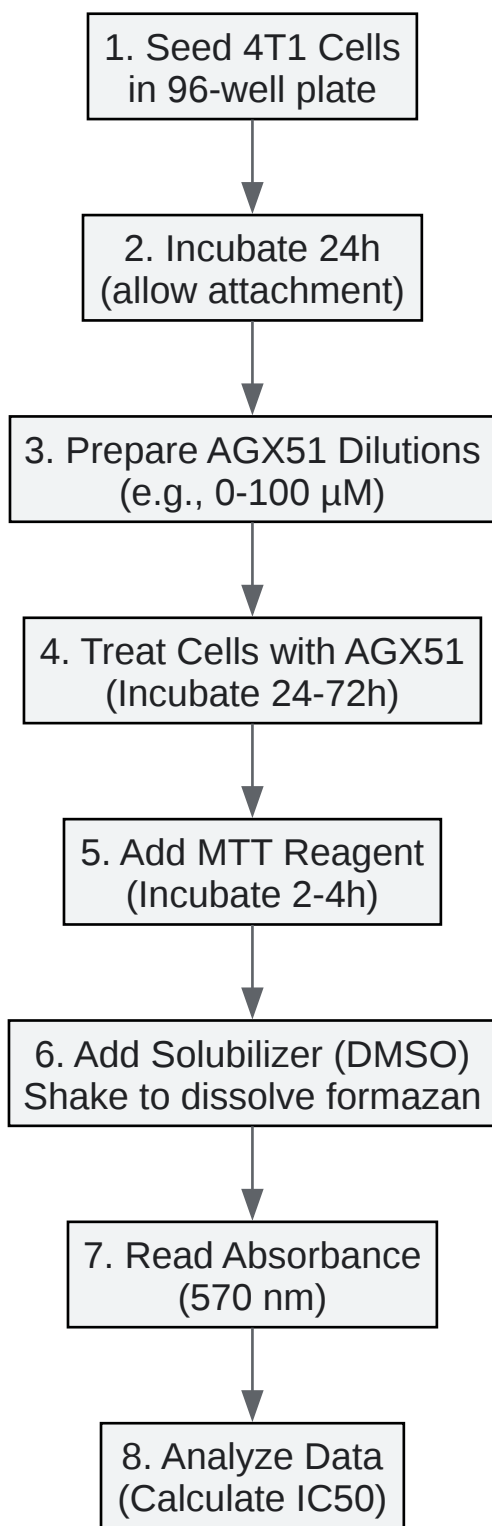 1. Seed 4T1 Cells
in 96-well plate
2. Incubate 24h
(allow attachment)
3. Prepare AGX51 Dilutions
(e.g., 0-100 µM)
4. Treat Cells with AGX51
(Incubate 24-72h)
5. Add MTT Reagent
(Incubate 2-4h)
6. Add Solubilizer (DMSO)
Shake to dissolve formazan
7. Read Absorbance
(570 nm)
8. Analyze Data
(Calculate IC50)